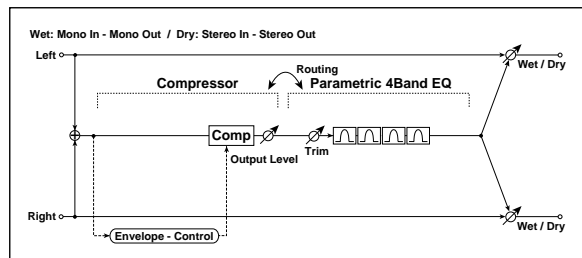 Wet: Mono In - Mono Out / Dry: Stereo In - Stereo Out
Left
Wet / Dry
Routing
Compressor
Parametric 4Band EQ
Comp
Output Level
Trim
Right
Wet / Dry
Envelope - Control